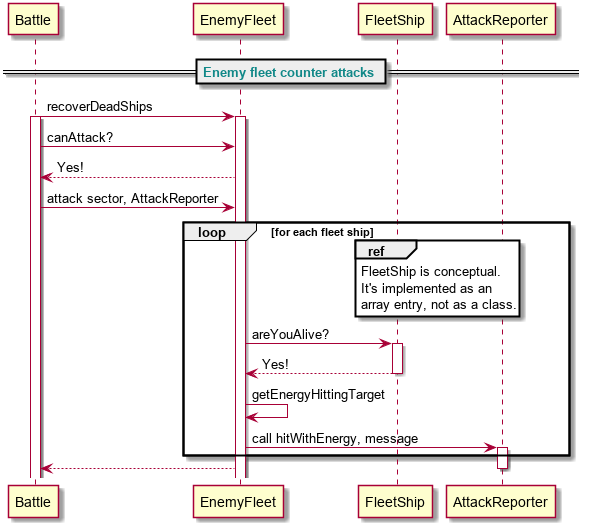 Battle
EnemyFleet
FleetShip
AttackReporter
Enemy fleet counter attacks
recoverDeadShips
canAttack?
Yes!
attack sector, AttackReporter
loop
[for each fleet ship]
ref
FleetShip is conceptual.
It's implemented as an
array entry, not as a class.
areYouAlive?
Yes!
getEnergyHittingTarget
call hitWithEnergy, message
Battle
EnemyFleet
FleetShip
AttackReporter